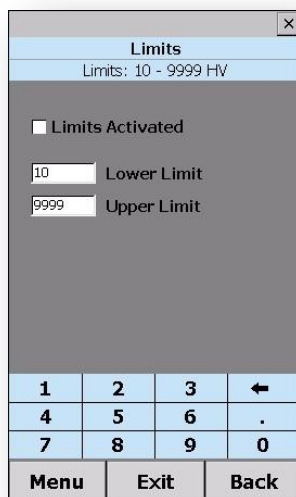 ×
Limits
Limits: 10 - 9999 HV
Limits Activated
10 Lower Limit
9999 Upper Limit
1 2 3 ←
4 5 6 .
7 8 9 0
Menu Exit Back